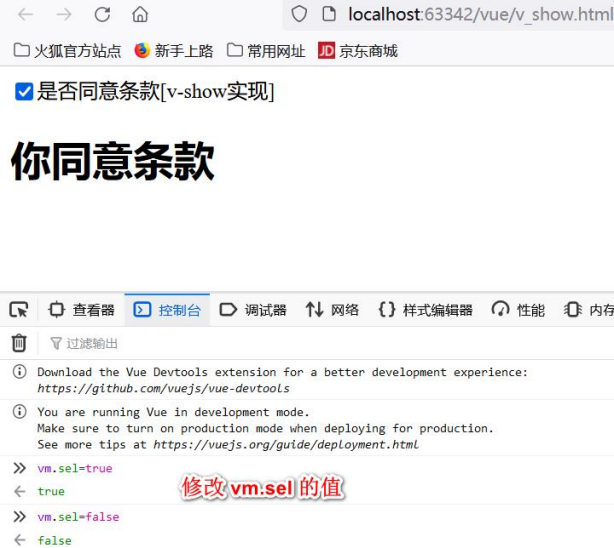 localhost:63342/vue/v_show.html
火狐官方站点 新手上路 常用网址 JD 京东商城
是否同意条款[v-show实现]
你同意条款
查看器 控制台 调试器 网络 {} 样式编辑器 性能 内存
过滤输出
Download the Vue Devtools extension for a better development experience:
https://github.com/vuejs/vue-devtools
You are running Vue in development mode.
Make sure to turn on production mode when deploying for production.
See more tips at https://vuejs.org/guide/deployment.html
vm.sel=true
true
修改 vm.sel 的值
vm.sel=false
false